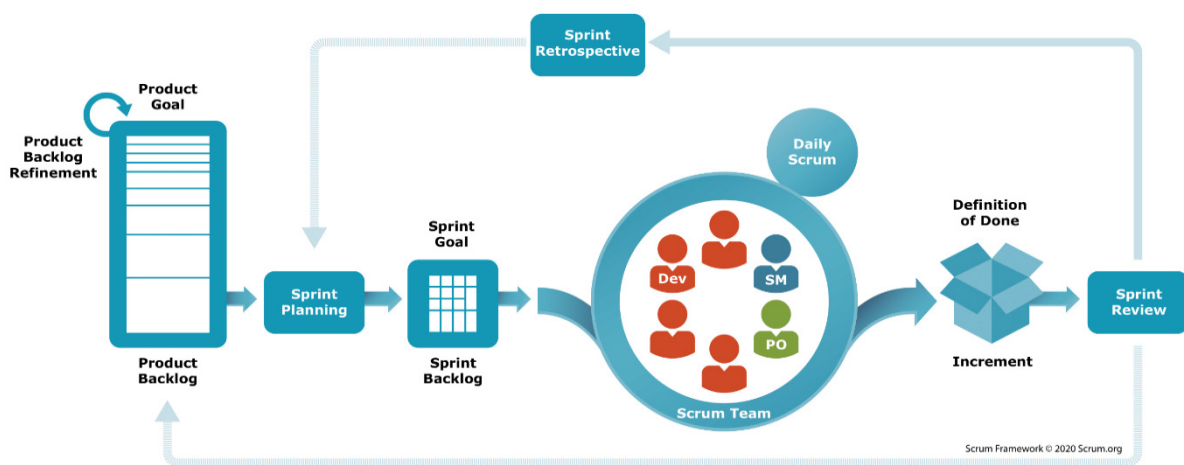 Sprint
Retrospective
Product
Goal
Product
Backlog
Refinement
Daily
Scrum
Definition
of Done
Sprint
Goal
Dev
SM
Sprint
Planning
Sprint
Review
PO
Product
Backlog
Sprint
Backlog
Increment
Scrum Team
Scrum Framework © 2020 Scrum.org